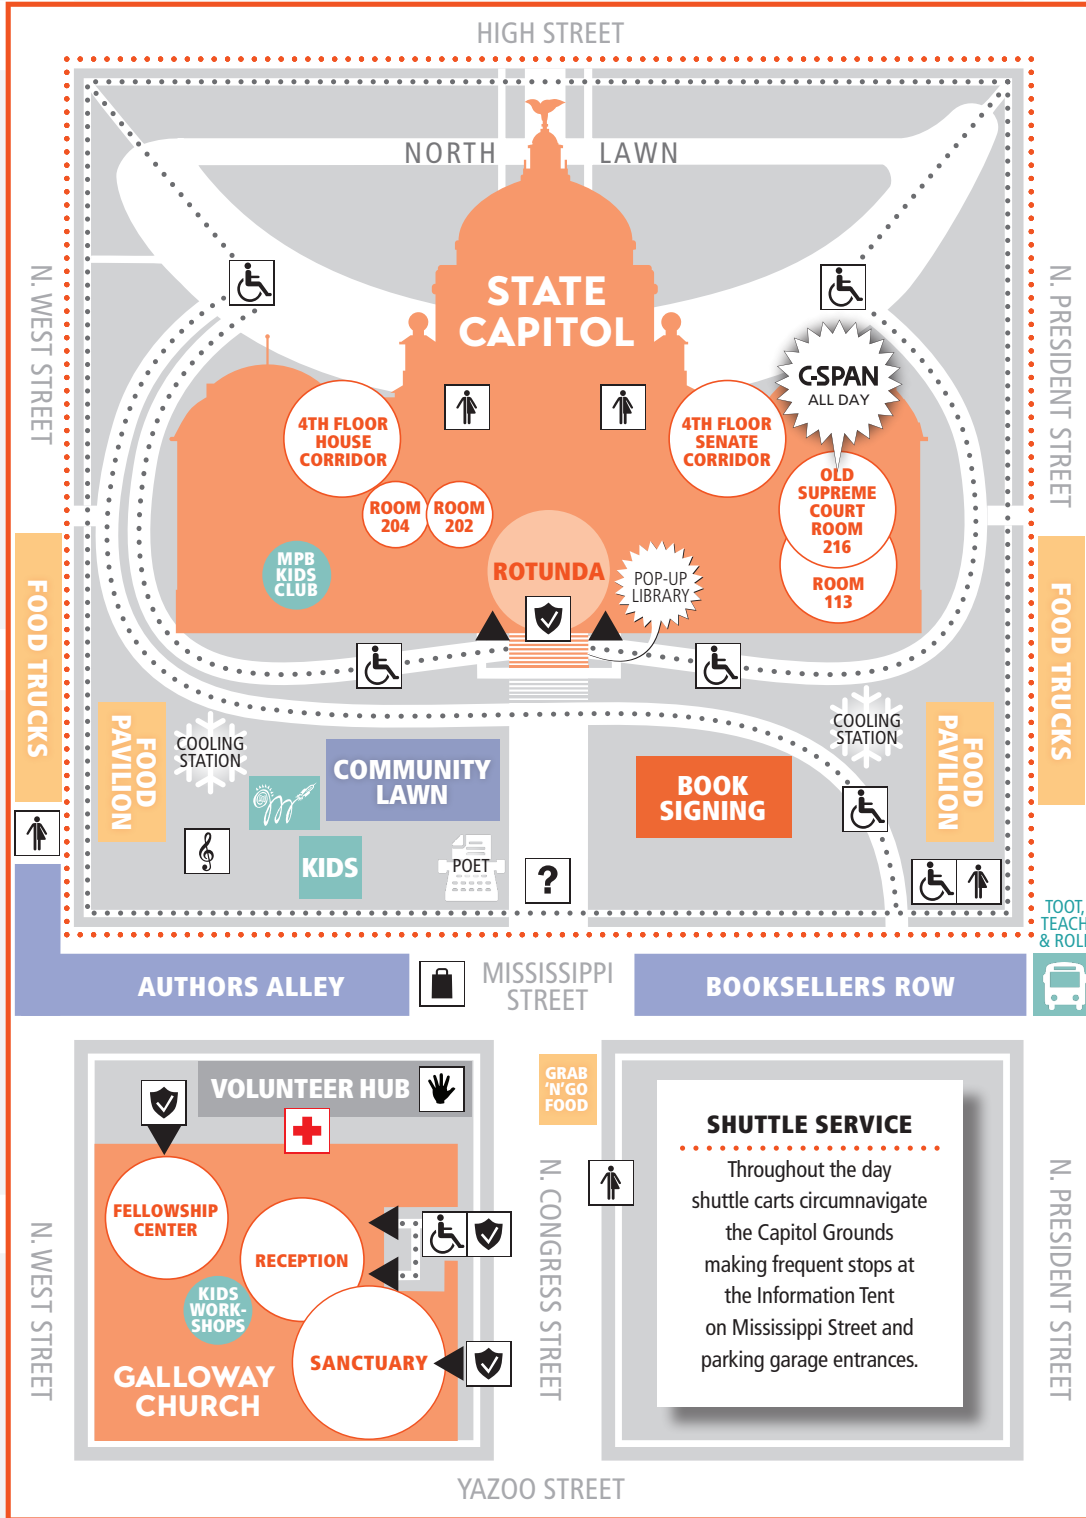 HIGH STREET
NORTH LAWN
STATE
CAPITOL
N. WEST STREET
N. PRESIDENT STREET
C-SPAN
ALL DAY
4TH FLOOR
HOUSE
CORRIDOR
4TH FLOOR
SENATE
CORRIDOR
ROOM
204
ROOM
202
OLD
SUPREME
COURT
ROOM
216
ROOM
113
MPB
KIDS
CLUB
ROTUNDA
POP-UP
LIBRARY
FOOD TRUCKS
FOOD TRUCKS
FOOD
PAVILION
COOLING
STATION
COMMUNITY
LAWN
BOOK
SIGNING
COOLING
STATION
FOOD
PAVILION
KIDS
POET
?
TOOT,
TEACH
& ROLL
AUTHORS ALLEY
MISSISSIPPI
STREET
BOOKSELLERS ROW
VOLUNTEER HUB
GRAB
'N'GO
FOOD
FELLOWSHIP
CENTER
RECEPTION
KIDS
WORK-
SHOPS
SANCTUARY
GALLOWAY
CHURCH
N. WEST STREET
N. CONGRESS STREET
SHUTTLE SERVICE
Throughout the day
shuttle carts circumnavigate
the Capitol Grounds
making frequent stops at
the Information Tent
on Mississippi Street and
parking garage entrances.
N. PRESIDENT STREET
YAZOO STREET